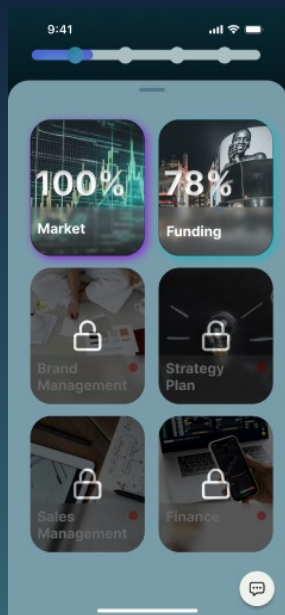 9:41
100%
78%
Market
Funding
Brand
Management
Strategy
Plan
Sales
Management
Finance